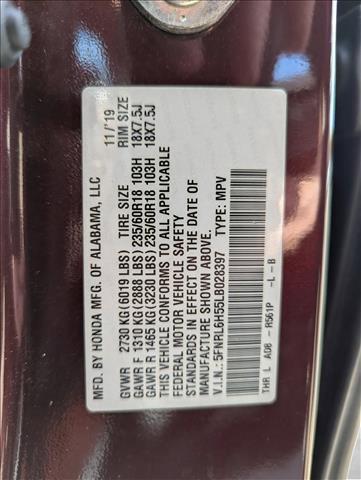 MFD. BY HONDA MFG. OF ALABAMA, LLC 11/19
TIRE SIZE RIM SIZE
GVWR 2730 KG (6019 LBS)
GAWR F 1310 KG (2888 LBS) 235/60R18 103H 18X7.5J
GAWR R 1465 KG (3230 LBS) 235/60R18 103H 18X7.5J
THIS VEHICLE CONFORMS TO ALL APPLICABLE
FEDERAL MOTOR VEHICLE SAFETY
STANDARDS IN EFFECT ON THE DATE OF
MANUFACTURE SHOWN ABOVE.
V.I.N.: 5FNRL6H55LB028397 TYPE: MPV
THR L AO8 -R561P -L -B